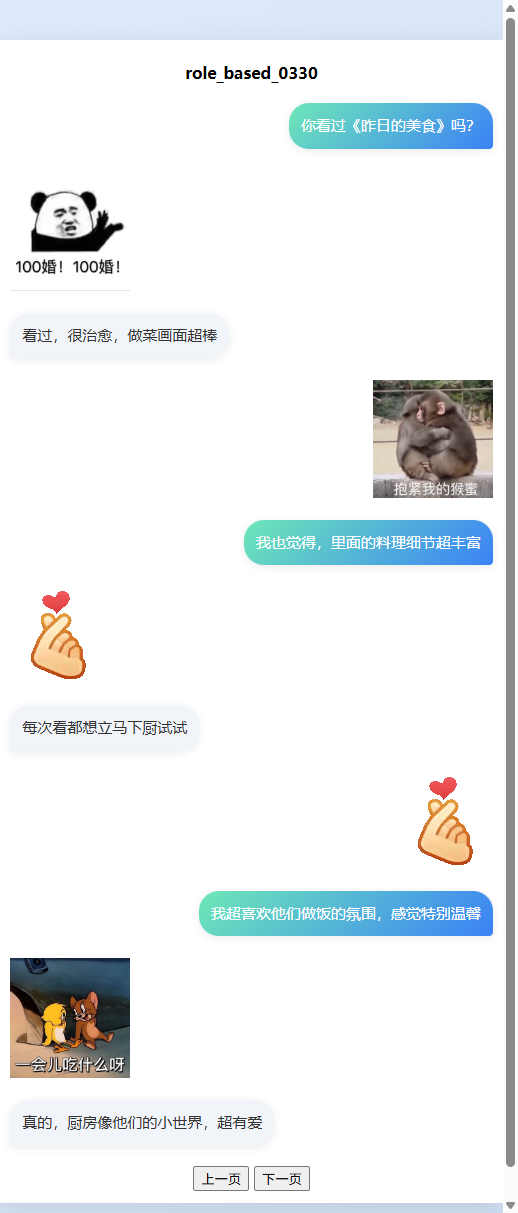 role_based_0330
你看过《昨日的美食》吗？
100婚！100婚！
看过，很治愈，做菜画面超棒
抱紧我的猴蜜
我也觉得，里面的料理细节超丰富
每次看都想立马下厨试试
我超喜欢他们做饭的氛围，感觉特别温馨
一会儿吃什么呀
真的，厨房像他们的小世界，超有爱
上一页 下一页